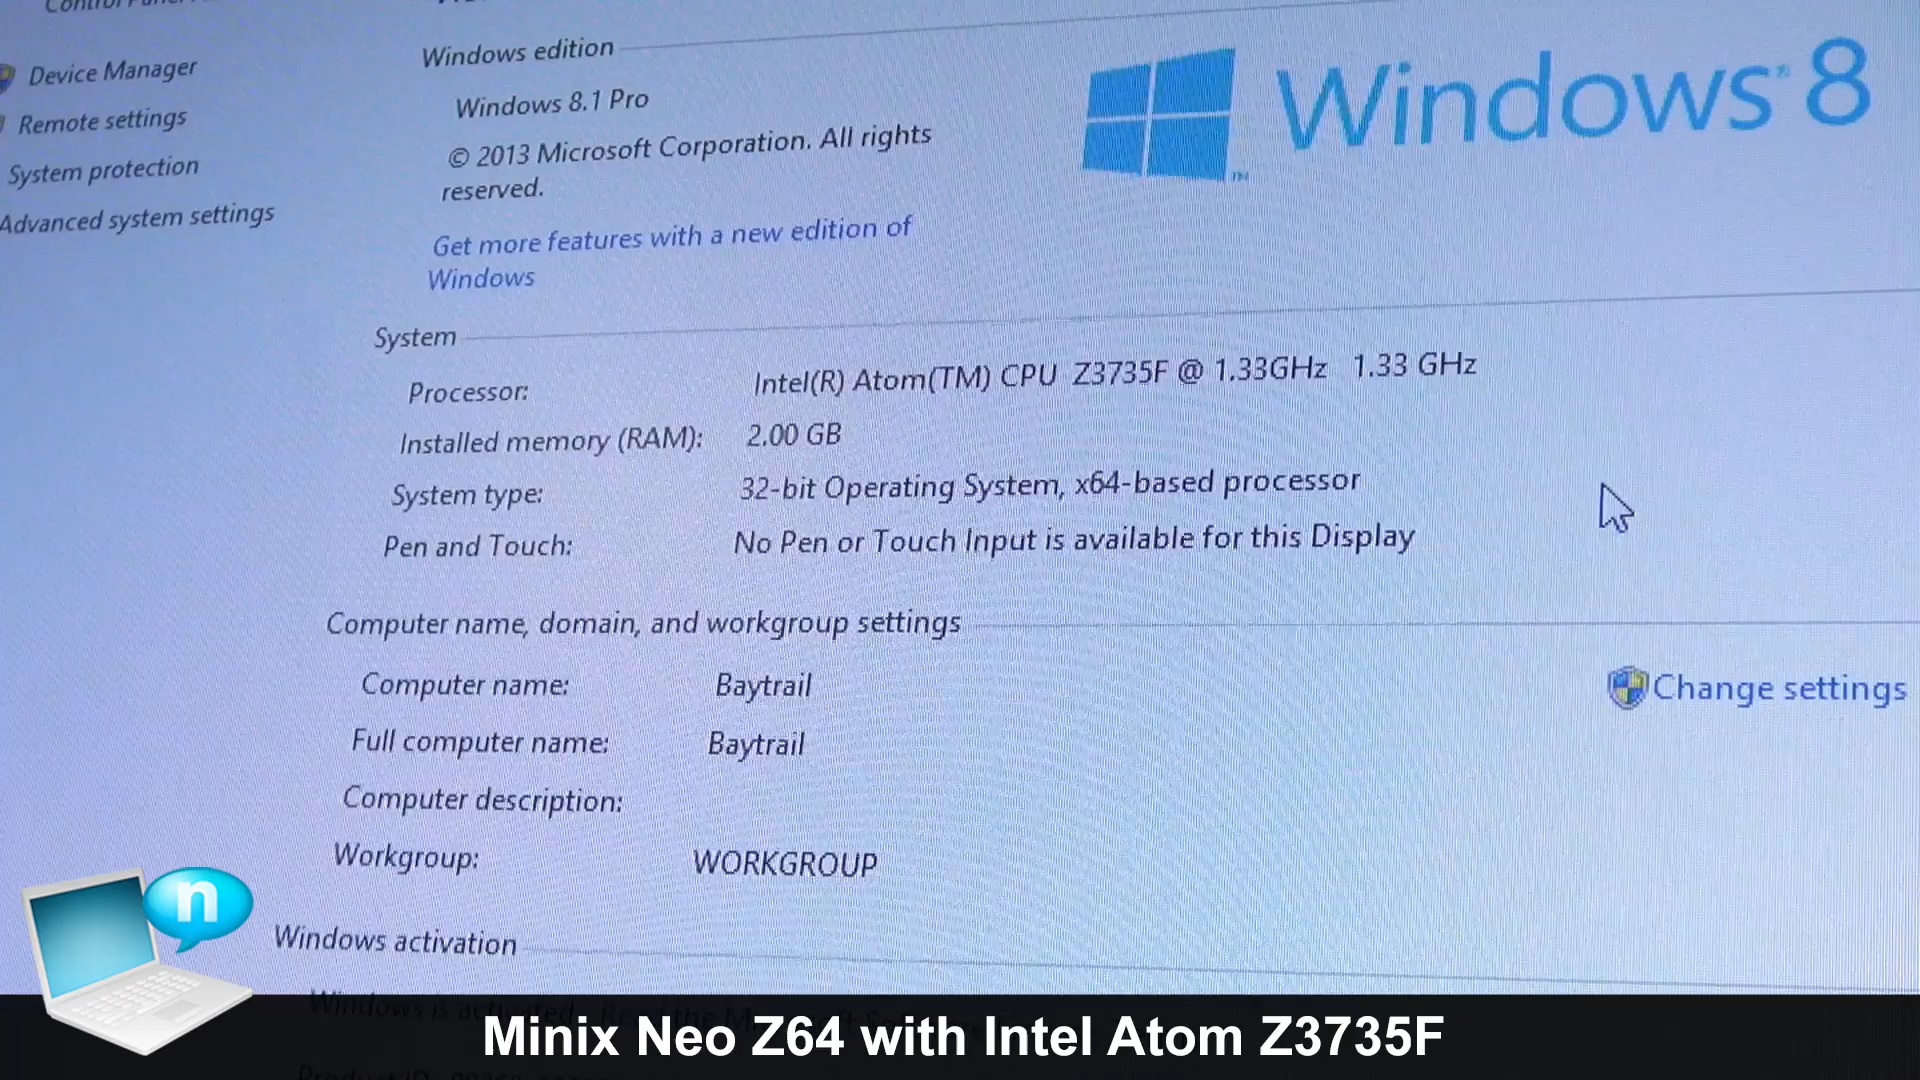 Device Manager
Remote settings
System protection
Advanced system settings
Windows edition
Windows 8.1 Pro
© 2013 Microsoft Corporation. All rights
reserved.
Get more features with a new edition of
Windows
Windows® 8
System
Processor: Intel(R) Atom(TM) CPU Z3735F @ 1.33GHz 1.33 GHz
Installed memory (RAM): 2.00 GB
System type: 32-bit Operating System, x64-based processor
Pen and Touch: No Pen or Touch Input is available for this Display
Computer name, domain, and workgroup settings
Computer name: Baytrail
Change settings
Full computer name: Baytrail
Computer description:
Workgroup: WORKGROUP
Windows activation
n
Minix Neo Z64 with Intel Atom Z3735F